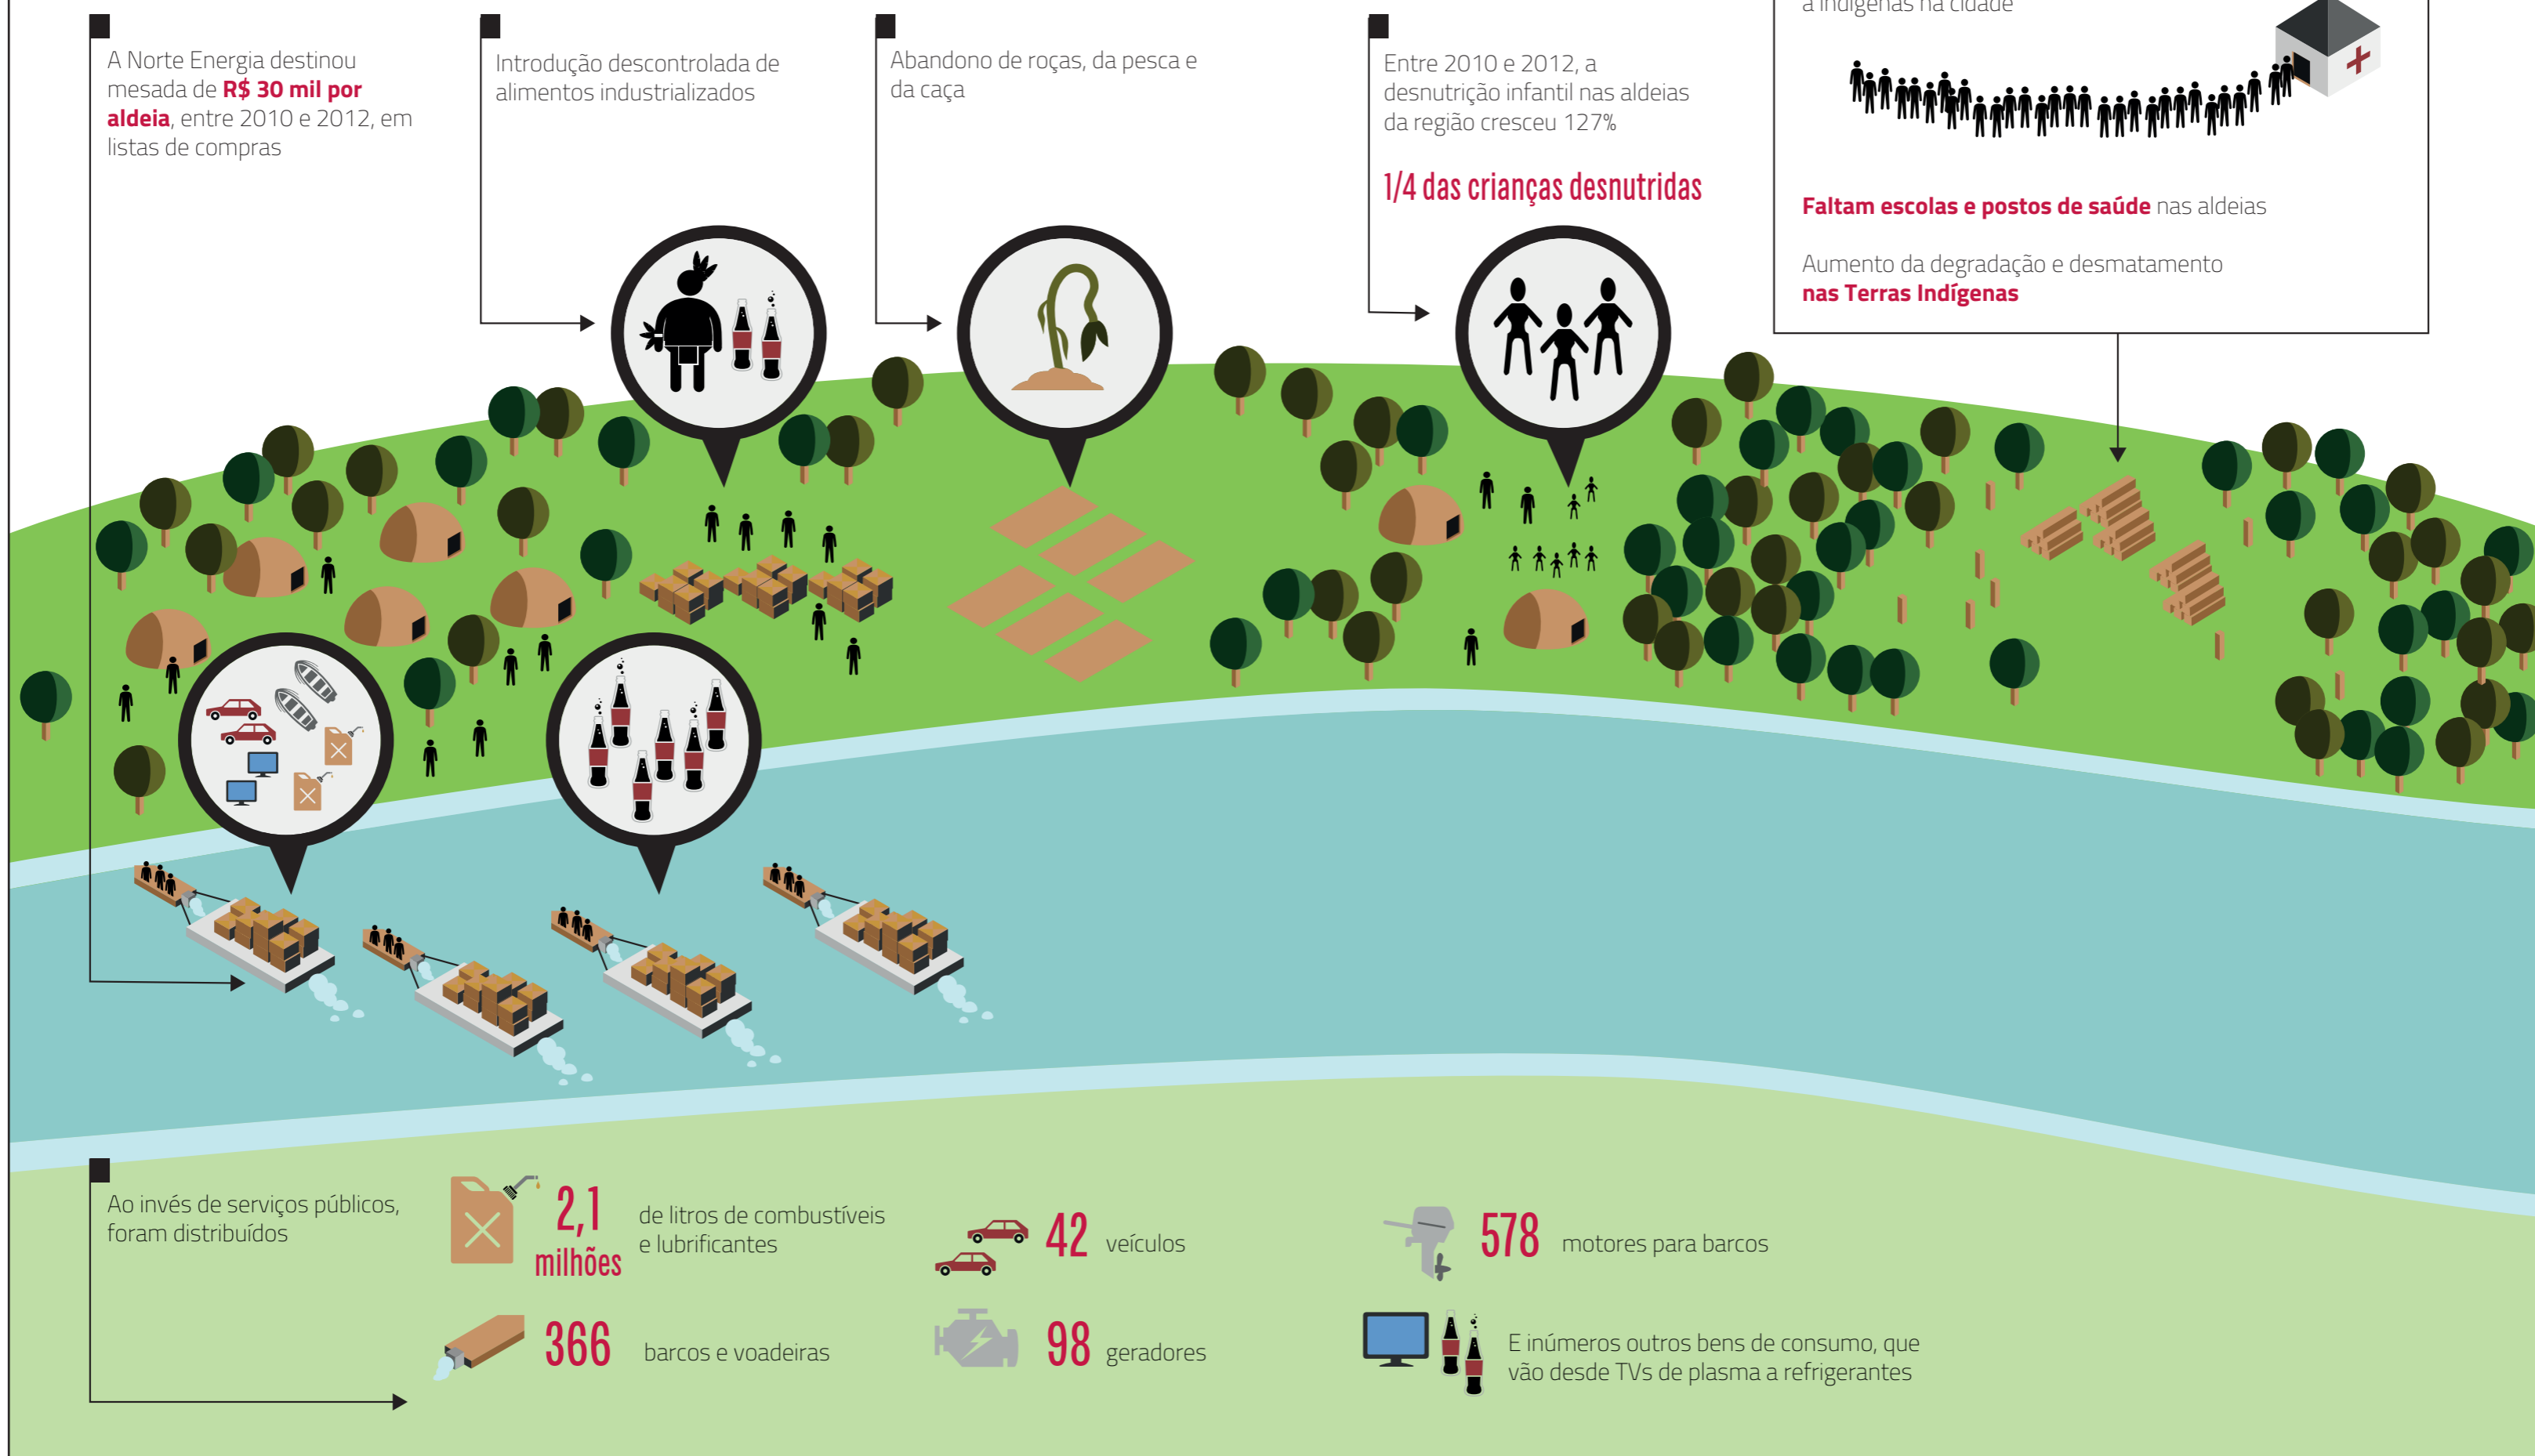 a indígenas na cidade
A Norte Energia destinou
mesada de R$ 30 mil por
aldeia, entre 2010 e 2012, em
listas de compras
Introdução descontrolada de
alimentos industrializados
Abandono de roças, da pesca e
da caça
Entre 2010 e 2012, a
desnutrição infantil nas aldeias
da região cresceu 127%
1/4 das crianças desnutridas
Faltam escolas e postos de saúde nas aldeias
Aumento da degradação e desmatamento
nas Terras Indígenas
Ao invés de serviços públicos,
foram distribuídos
2,1
milhões
de litros de combustíveis
e lubrificantes
42 veículos
578 motores para barcos
366 barcos e voadeiras
98 geradores
E inúmeros outros bens de consumo, que
vão desde TVs de plasma a refrigerantes